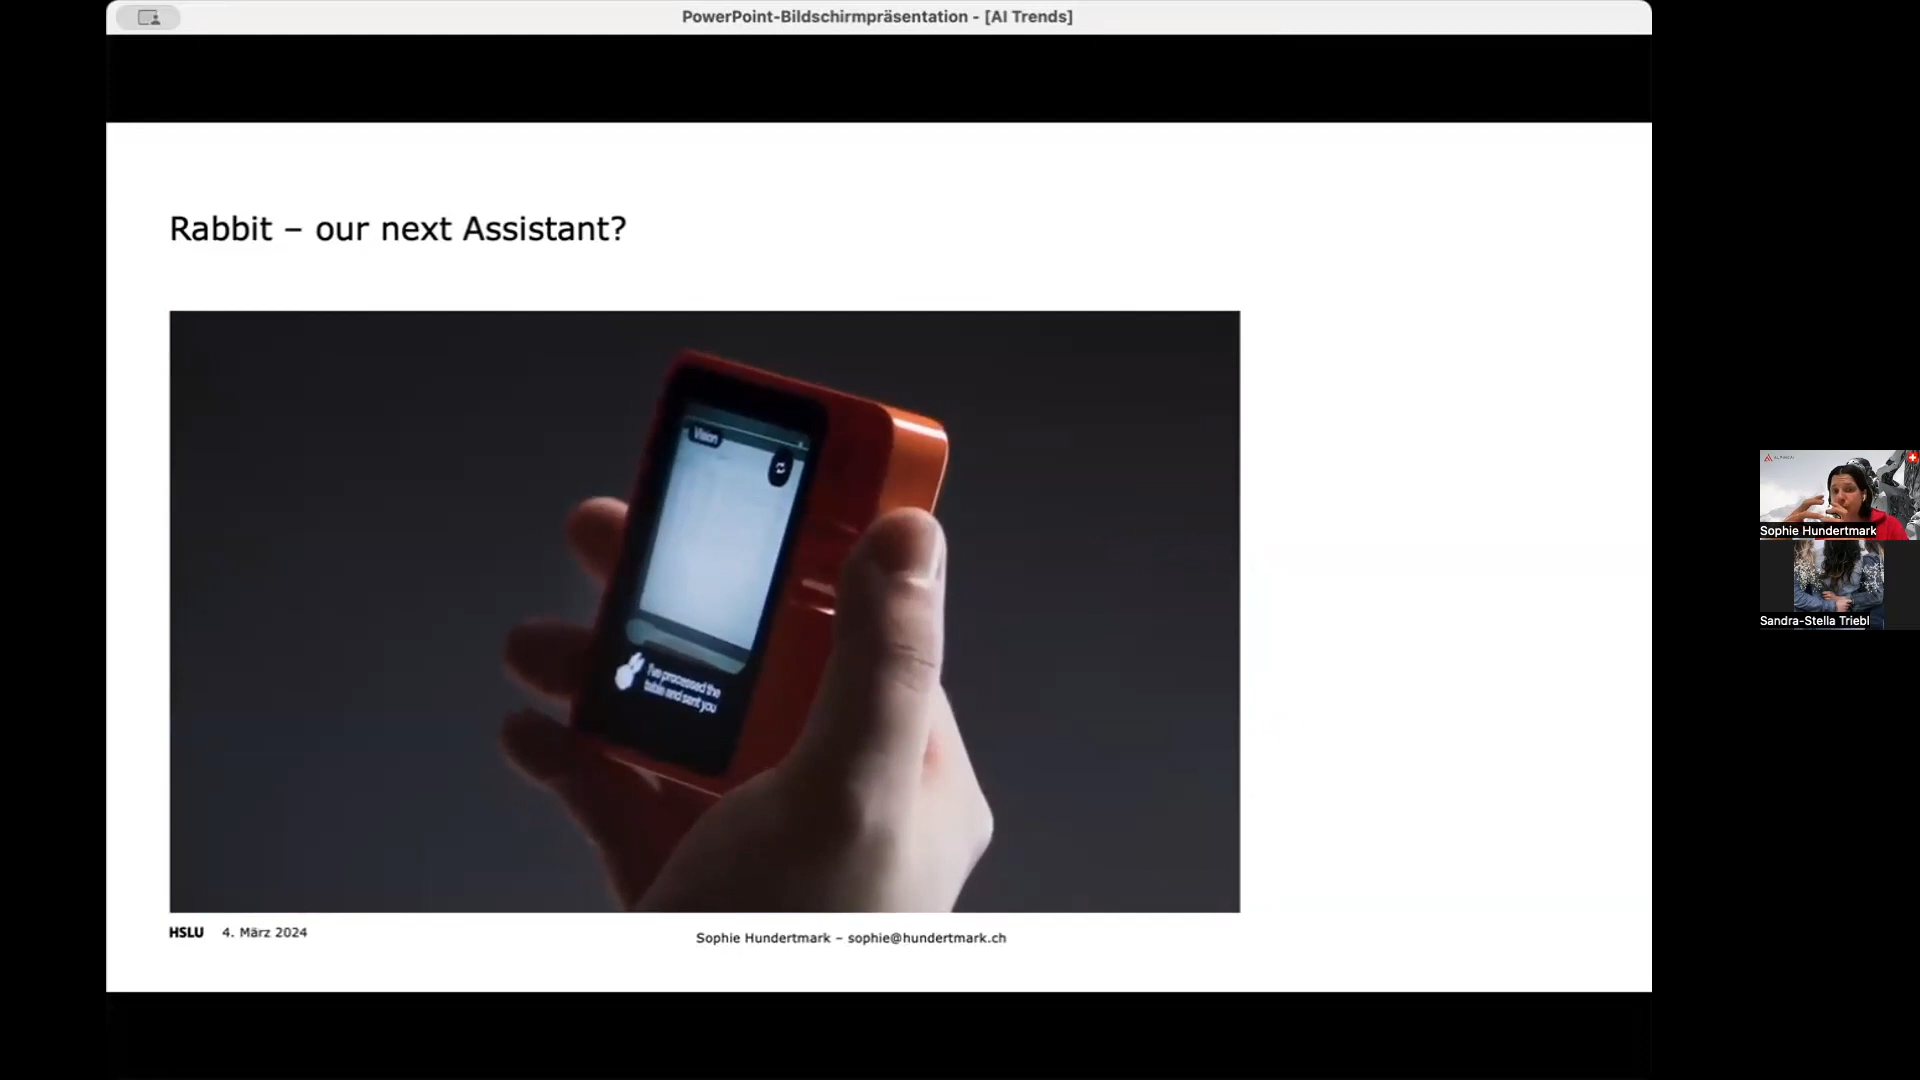 PowerPoint-Bildschirmpräsentation - [AI Trends]
Rabbit – our next Assistant?
Vision
I've processed the
table and sent you
HSLU 4. März 2024
Sophie Hundertmark – sophie@hundertmark.ch
Sophie Hundertmark
Sandra-Stella Triebl